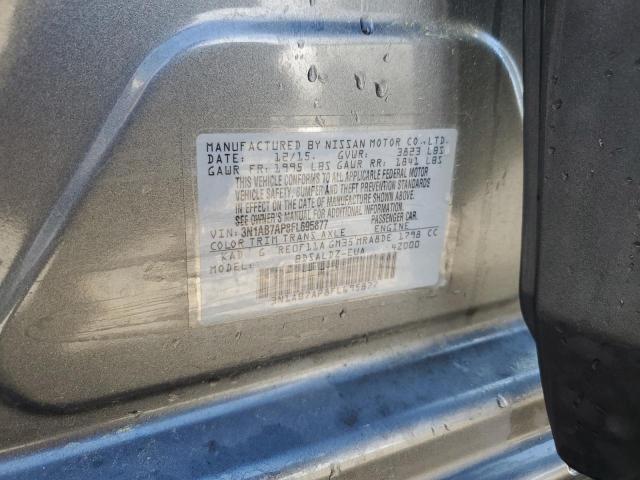 MANUFACTURED BY NISSAN MOTOR CO.,LTD.
DATE: 12/15. GVWR: 3823 LBS
GAWR FR: 1995 LBS GAWR RR: 1841 LBS
THIS VEHICLE CONFORMS TO ALL APPLICABLE FEDERAL MOTOR
VEHICLE SAFETY, BUMPER AND THEFT PREVENTION STANDARDS
IN EFFECT ON THE DATE OF MANUFACTURE SHOWN ABOVE.
SEE OWNER'S MANUAL FOR ADDITIONAL INFORMATION.
VIN: 3N1AB7AP8FL695877 PASSENGER CAR.
COLOR TRIM TRANS. AXLE ENGINE
KAD G RE0F11A GM35 MRA8DE 1798 CC
BDSALDZ-EUA 42000
3N1AB7AP8FL695877